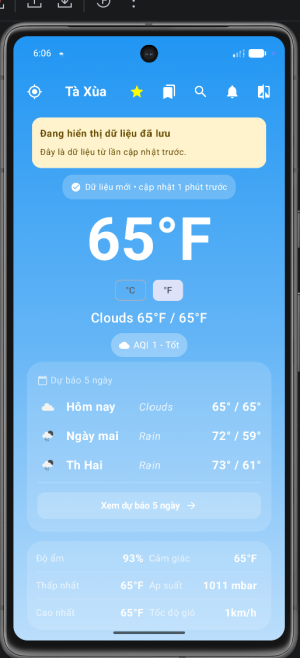 6:06
Tà Xùa
Đang hiển thị dữ liệu đã lưu
Đây là dữ liệu từ lần cập nhật trước.
Dữ liệu mới • cập nhật 1 phút trước
65°F
°C °F
Clouds 65°F / 65°F
AQI 1 - Tốt
Dự báo 5 ngày
Hôm nay Clouds 65° / 65°
Ngày mai Rain 72° / 59°
Th Hai Rain 73° / 61°
Xem dự báo 5 ngày →
Độ ẩm 93% Cảm giác 65°F
Thấp nhất 65°F Áp suất 1011 mbar
Cao nhất 65°F Tốc độ gió 1km/h